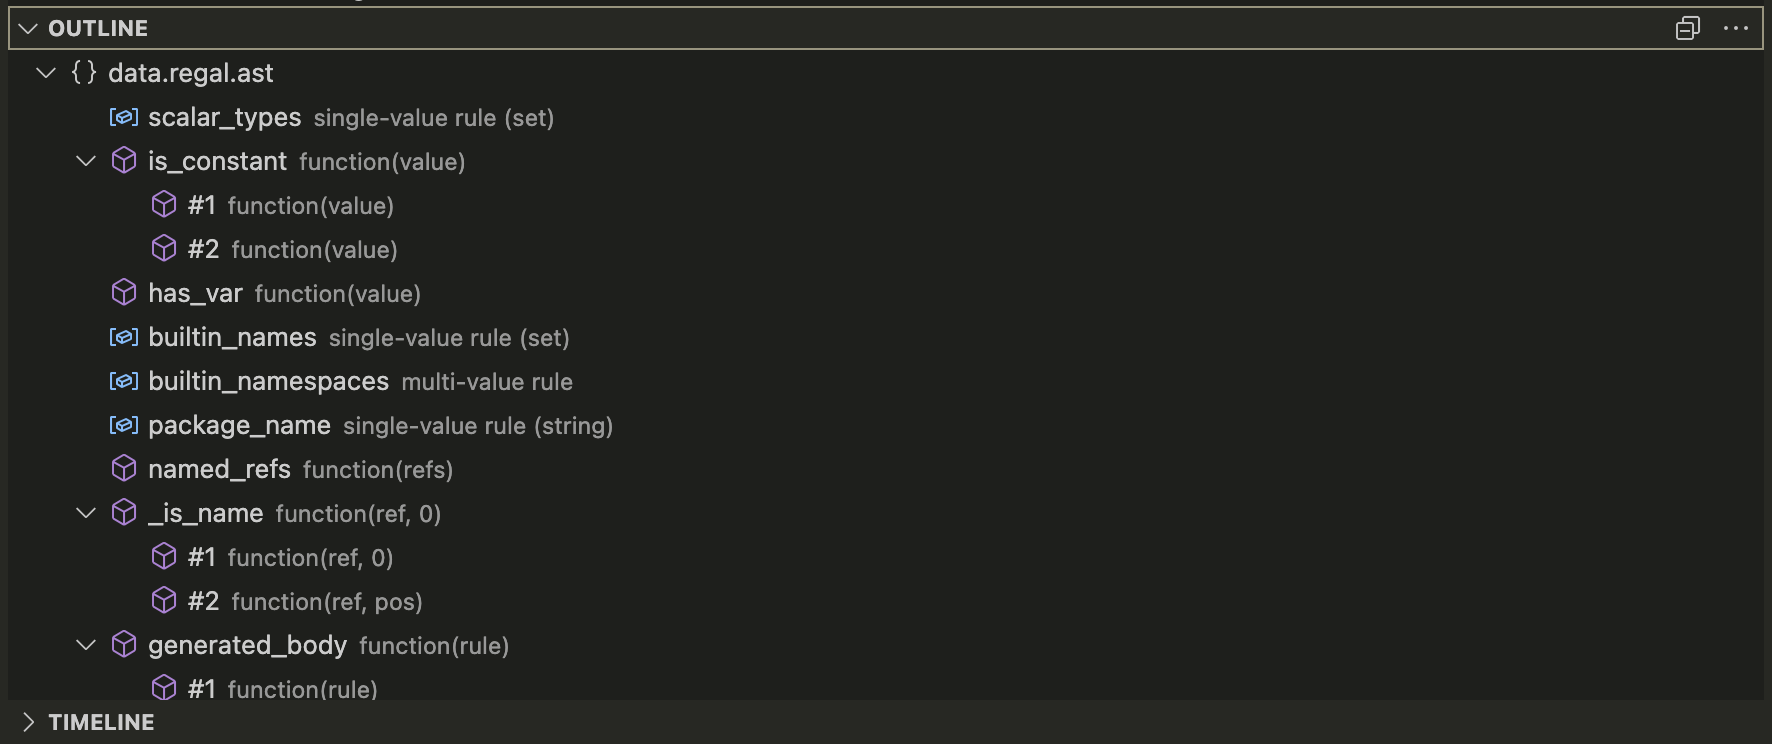 OUTLINE
{} data.regal.ast
scalar_types single-value rule (set)
is_constant function(value)
#1 function(value)
#2 function(value)
has_var function(value)
builtin_names single-value rule (set)
builtin_namespaces multi-value rule
package_name single-value rule (string)
named_refs function(refs)
_is_name function(ref, 0)
#1 function(ref, 0)
#2 function(ref, pos)
generated_body function(rule)
#1 function(rule)
TIMELINE